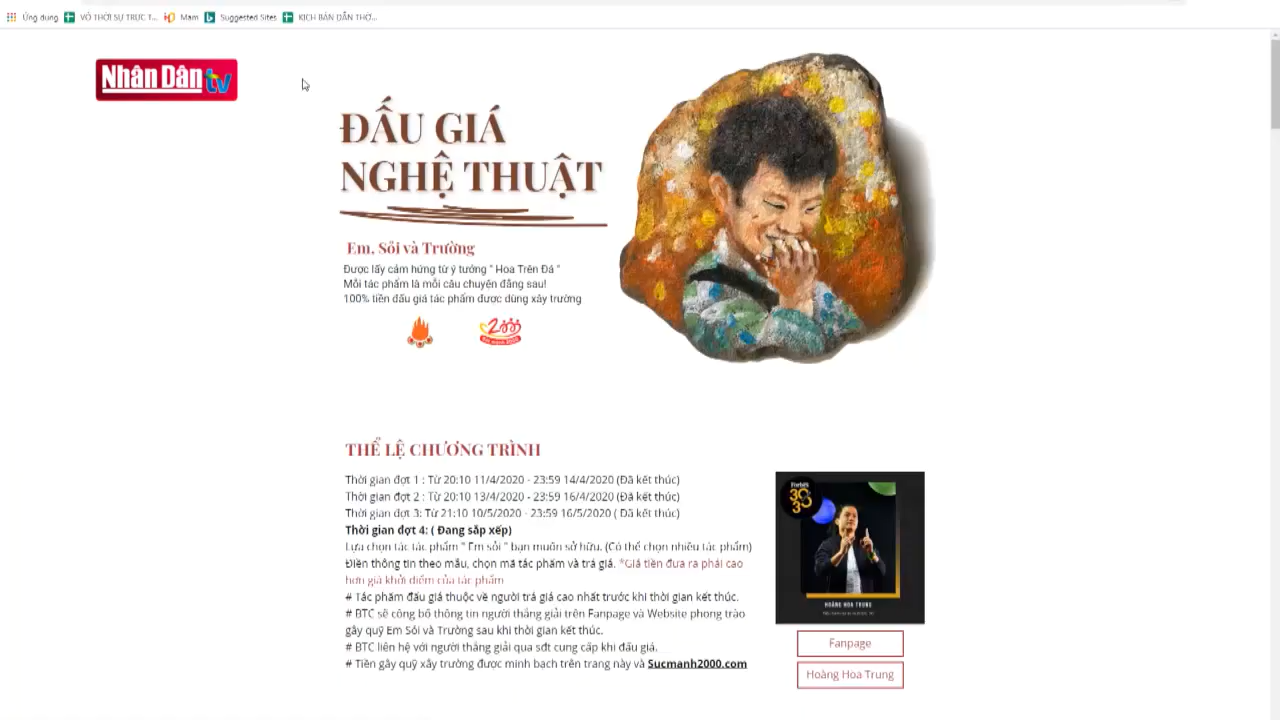 Ứng dụng
VỎ THỜI SỰ TRỰC T...
Mam
Suggested Sites
KỊCH BẢN DẪN THỜ...
Nhân Dân tv
ĐẤU GIÁ
NGHỆ THUẬT
Em, Sỏi và Trường
Được lấy cảm hứng từ ý tưởng " Hoa Trên Đá "
Mỗi tác phẩm là mỗi câu chuyện đằng sau!
100% tiền đấu giá tác phẩm được dùng xây trường
2000
THỂ LỆ CHƯƠNG TRÌNH
Thời gian đợt 1 : Từ 20:10 11/4/2020 - 23:59 14/4/2020 (Đã kết thúc)
Thời gian đợt 2 : Từ 20:10 13/4/2020 - 23:59 16/4/2020 (Đã kết thúc)
Thời gian đợt 3: Từ 21:10 10/5/2020 - 23:59 16/5/2020 ( Đã kết thúc)
Thời gian đợt 4: ( Đang sắp xếp)
Lựa chọn tác tác phẩm " Em sỏi " bạn muốn sở hữu. (Có thể chọn nhiều tác phẩm)
Điền thông tin theo mẫu, chọn mã tác phẩm và trả giá. *Giá tiền đưa ra phải cao
hơn giá khởi điểm của tác phẩm
# Tác phẩm đấu giá thuộc về người trả giá cao nhất trước khi thời gian kết thúc.
# BTC sẽ công bố thông tin người thắng giải trên Fanpage và Website phong trào
gây quỹ Em Sỏi và Trường sau khi thời gian kết thúc.
# BTC liên hệ với người thắng giải qua sđt cung cấp khi đấu giá.
# Tiền gây quỹ xây trường được minh bạch trên trang này và Sucmanh2000.com
Forbes
30
HOÀNG HOA TRUNG
Fanpage
Hoàng Hoa Trung